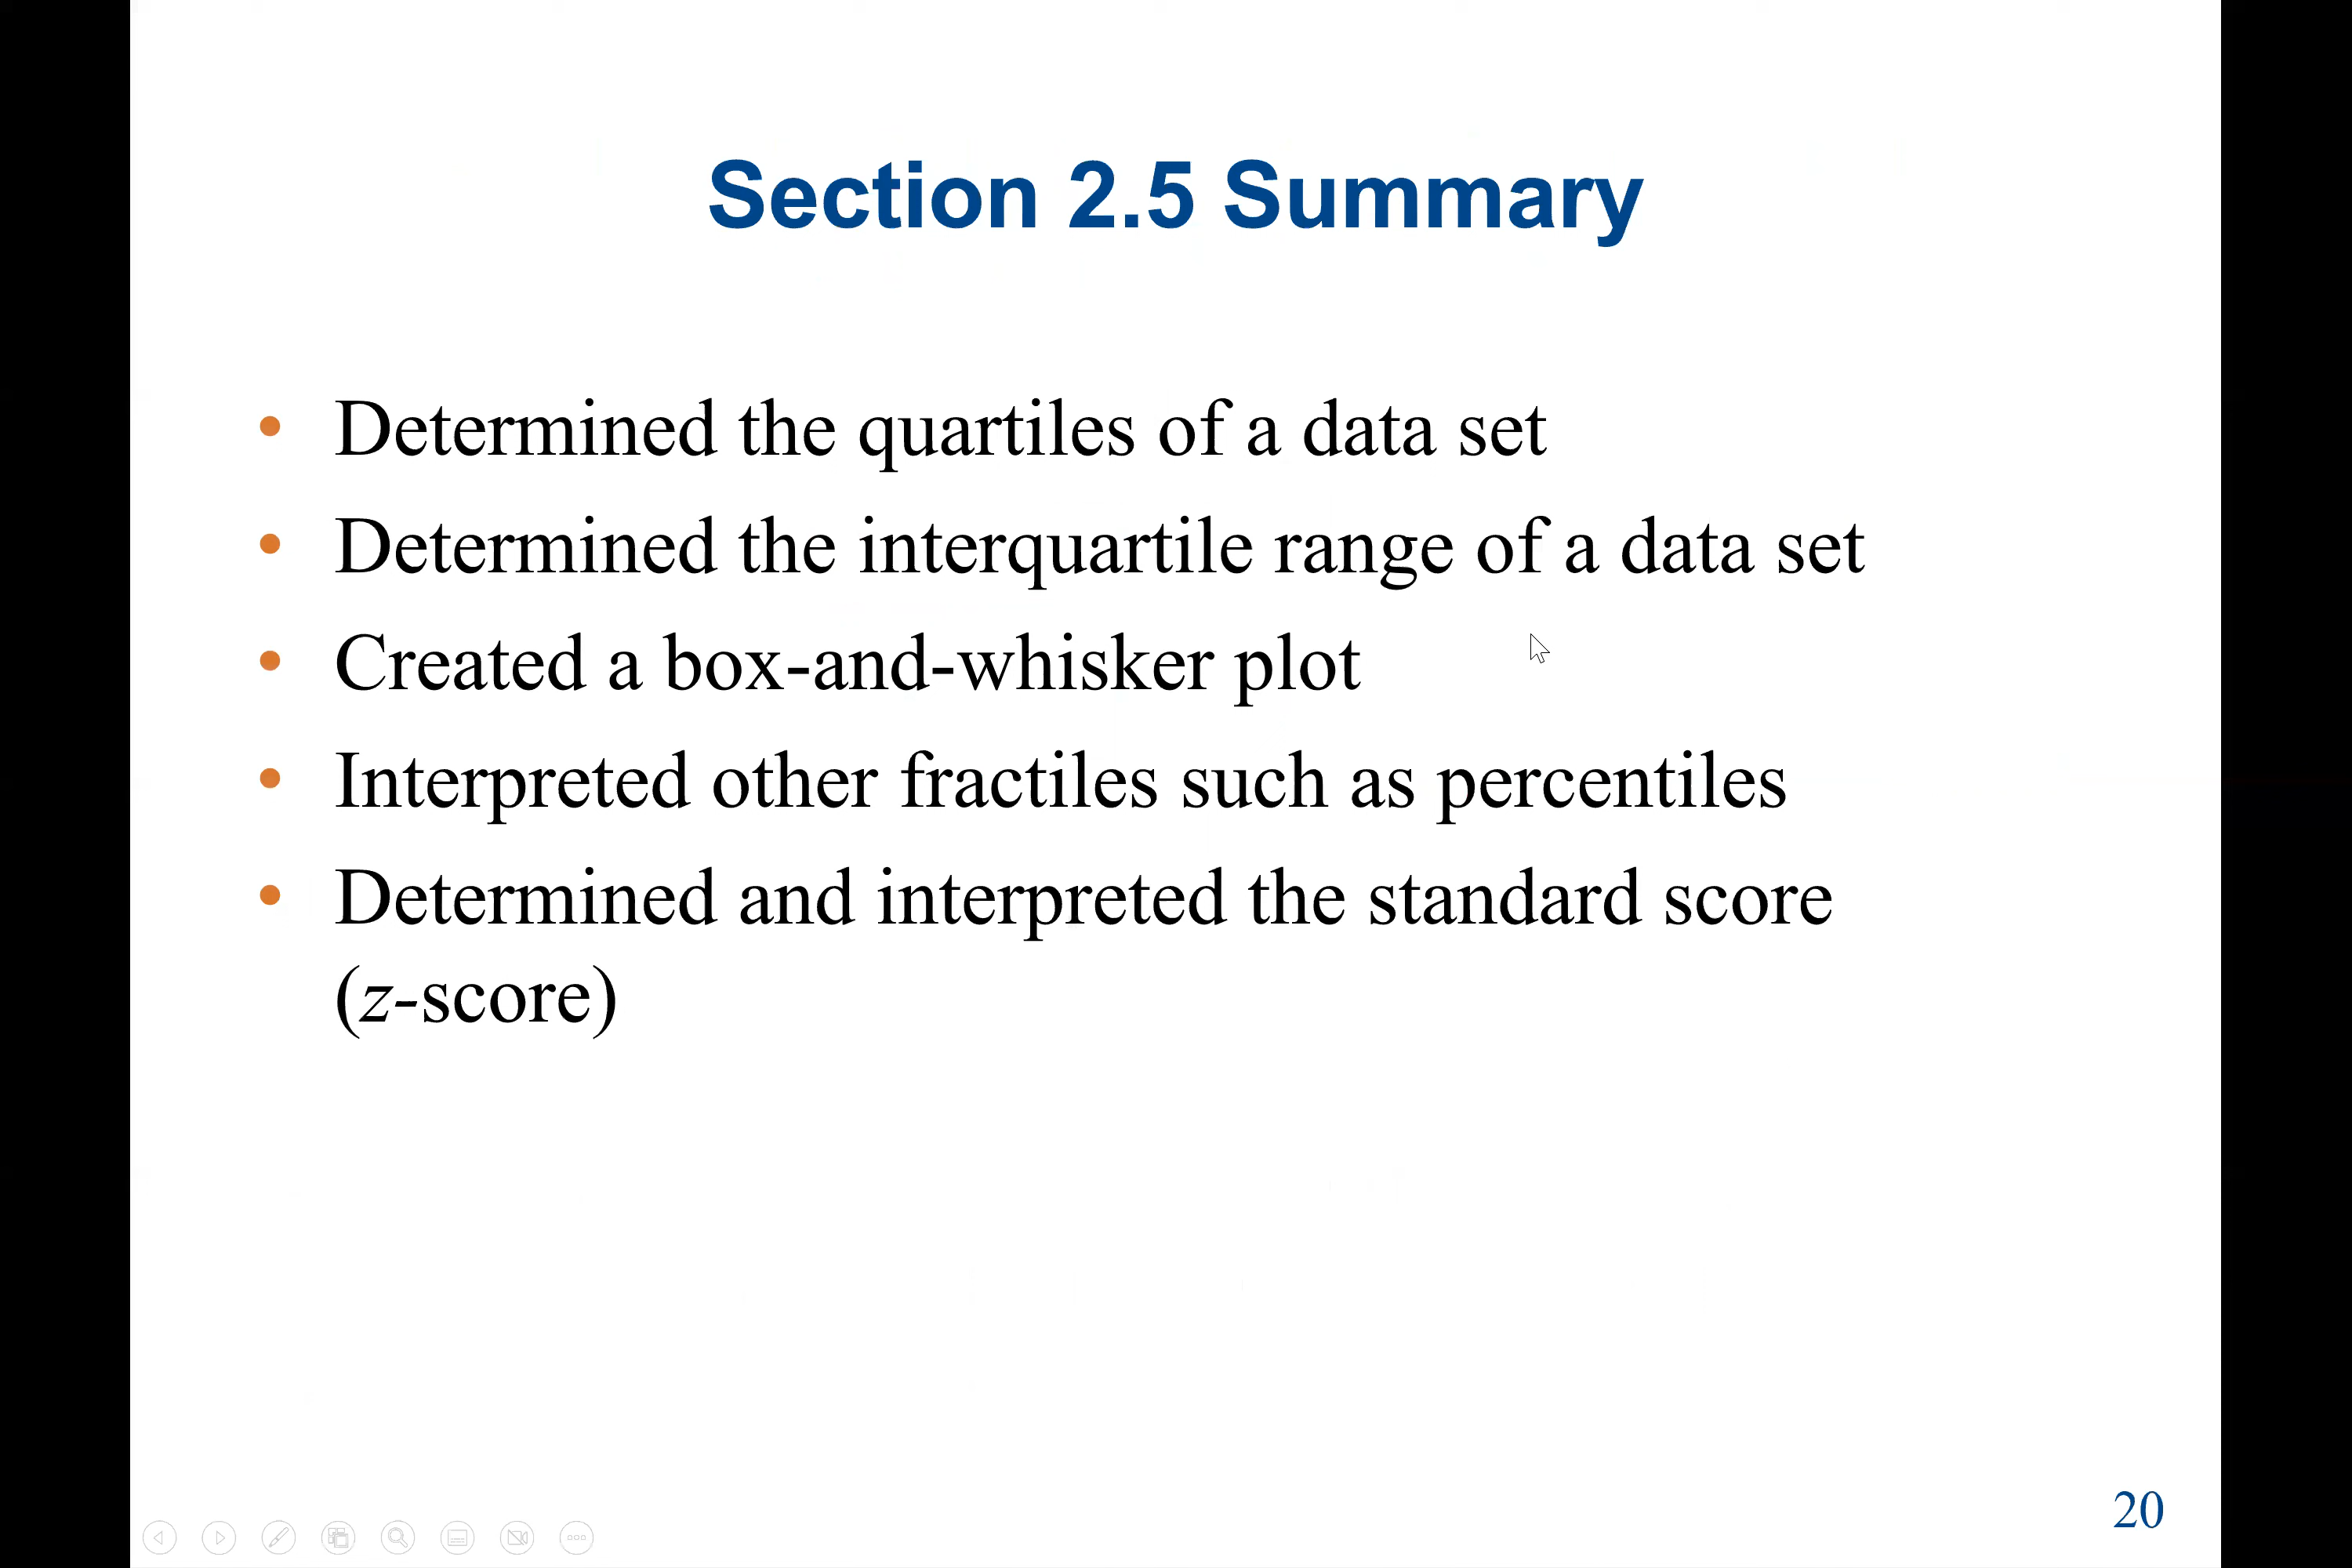 Section 2.5 Summary
• Determined the quartiles of a data set
• Determined the interquartile range of a data set
• Created a box-and-whisker plot
• Interpreted other fractiles such as percentiles
• Determined and interpreted the standard score
(z-score)
20